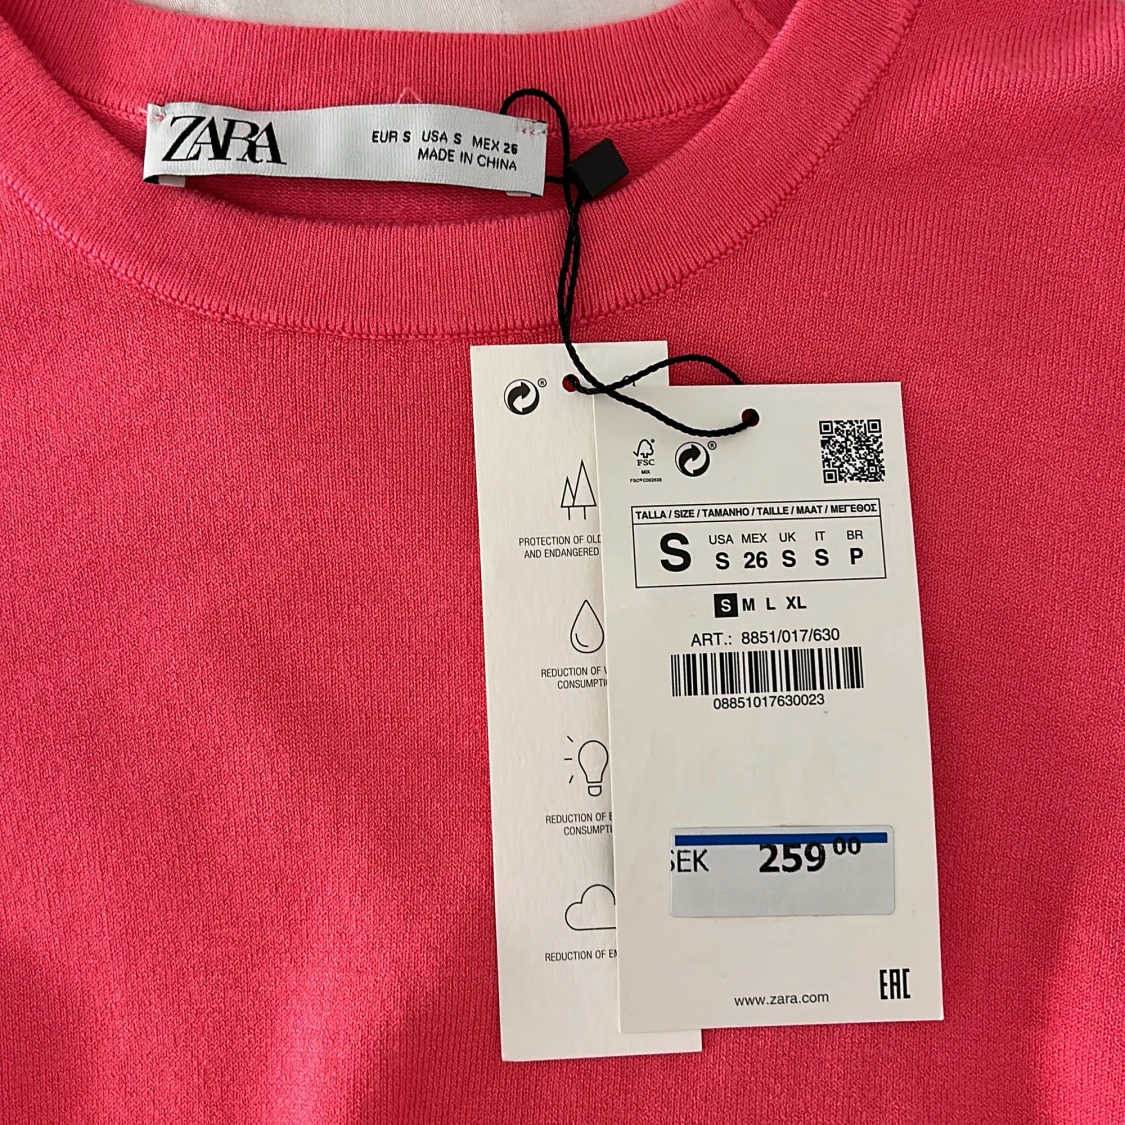 ZARA
EUR S USA S MEX 26
MADE IN CHINA
PROTECTION OF OLD
AND ENDANGERED
REDUCTION OF
CONSUMPTI
REDUCTION OF E
CONSUMPTI
REDUCTION OF EM
FSC
MIX
FSC® C002638
TALLA / SIZE / TAMANHO / TAILLE / MAAT / ΜΕΓΕΘΟΣ
USA MEX UK IT BR
S S 26 S S P
S M L XL
ART.: 8851/017/630
08851017630023
SEK 259 00
www.zara.com
EAC